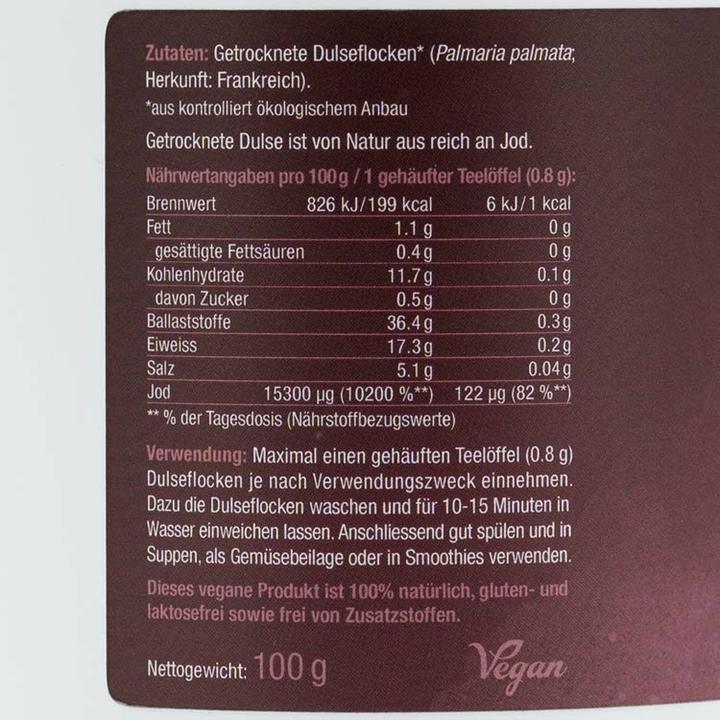 Zutaten: Getrocknete Dulseflocken* (Palmaria palmata;
Herkunft: Frankreich).
*aus kontrolliert ökologischem Anbau
Getrocknete Dulse ist von Natur aus reich an Jod.
Nährwertangaben pro 100g / 1 gehäufter Teelöffel (0.8 g):
Brennwert 826 kJ/199 kcal 6 kJ/1 kcal
Fett 1.1 g 0 g
gesättigte Fettsäuren 0.4 g 0 g
Kohlenhydrate 11.7 g 0.1 g
davon Zucker 0.5 g 0 g
Ballaststoffe 36.4 g 0.3 g
Eiweiss 17.3 g 0.2 g
Salz 5.1 g 0.04 g
Jod 15300 µg (10200 %**) 122 µg (82 %**)
** % der Tagesdosis (Nährstoffbezugswerte)
Verwendung: Maximal einen gehäuften Teelöffel (0.8 g)
Dulseflocken je nach Verwendungszweck einnehmen.
Dazu die Dulseflocken waschen und für 10-15 Minuten in
Wasser einweichen lassen. Anschliessend gut spülen und in
Suppen, als Gemüsebeilage oder in Smoothies verwenden.
Dieses vegane Produkt ist 100% natürlich, gluten- und
laktosefrei sowie frei von Zusatzstoffen.
Nettogewicht: 100 g Vegan